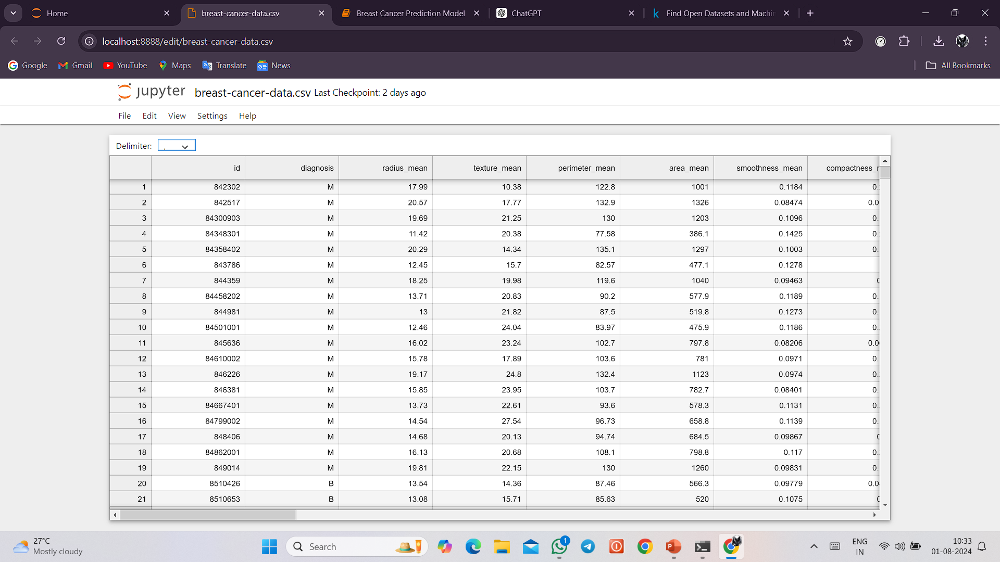 Home
breast-cancer-data.csv
Breast Cancer Prediction Model
ChatGPT
Find Open Datasets and Machin
localhost:8888/edit/breast-cancer-data.csv
Google Gmail YouTube Maps Translate News All Bookmarks
jupyter breast-cancer-data.csv Last Checkpoint: 2 days ago
File Edit View Settings Help
Delimiter: ,
id diagnosis radius_mean texture_mean perimeter_mean area_mean smoothness_mean compactness_r
1 842302 M 17.99 10.38 122.8 1001 0.1184 0.
2 842517 M 20.57 17.77 132.9 1326 0.08474 0.0
3 84300903 M 19.69 21.25 130 1203 0.1096 0.
4 84348301 M 11.42 20.38 77.58 386.1 0.1425 0.
5 84358402 M 20.29 14.34 135.1 1297 0.1003 0.
6 843786 M 12.45 15.7 82.57 477.1 0.1278
7 844359 M 18.25 19.98 119.6 1040 0.09463
8 84458202 M 13.71 20.83 90.2 577.9 0.1189 0.
9 844981 M 13 21.82 87.5 519.8 0.1273 0.
10 84501001 M 12.46 24.04 83.97 475.9 0.1186 0.
11 845636 M 16.02 23.24 102.7 797.8 0.08206 0.0
12 84610002 M 15.78 17.89 103.6 781 0.0971 0.
13 846226 M 19.17 24.8 132.4 1123 0.0974 0.
14 846381 M 15.85 23.95 103.7 782.7 0.08401 0.
15 84667401 M 13.73 22.61 93.6 578.3 0.1131 0.
16 84799002 M 14.54 27.54 96.73 658.8 0.1139 0.
17 848406 M 14.68 20.13 94.74 684.5 0.09867
18 84862001 M 16.13 20.68 108.1 798.8 0.117 0.
19 849014 M 19.81 22.15 130 1260 0.09831 0.
20 8510426 B 13.54 14.36 87.46 566.3 0.09779 0.0
21 8510653 B 13.08 15.71 85.63 520 0.1075
27°C
Mostly cloudy
Search
1
ENG
IN
10:33
01-08-2024